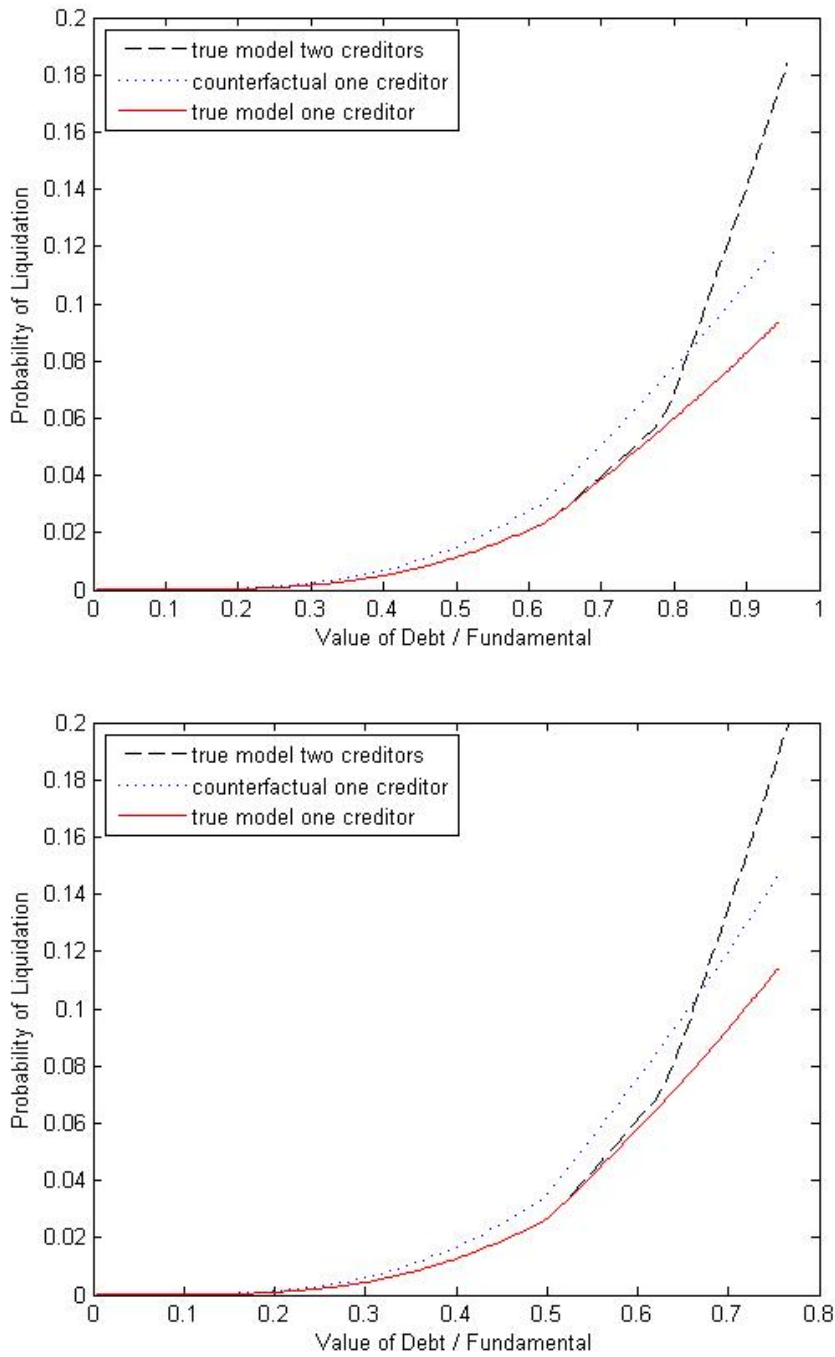 0.2
0.18
0.16
0.14
0.12
0.1
0.08
0.06
0.04
0.02
0
true model two creditors
counterfactual one creditor
true model one creditor
Probability of Liquidation
0 0.1 0.2 0.3 0.4 0.5 0.6 0.7 0.8 0.9 1
Value of Debt / Fundamental
0.2
0.18
0.16
0.14
0.12
0.1
0.08
0.06
0.04
0.02
0
true model two creditors
counterfactual one creditor
true model one creditor
Probability of Liquidation
0 0.1 0.2 0.3 0.4 0.5 0.6 0.7 0.8
Value of Debt / Fundamental